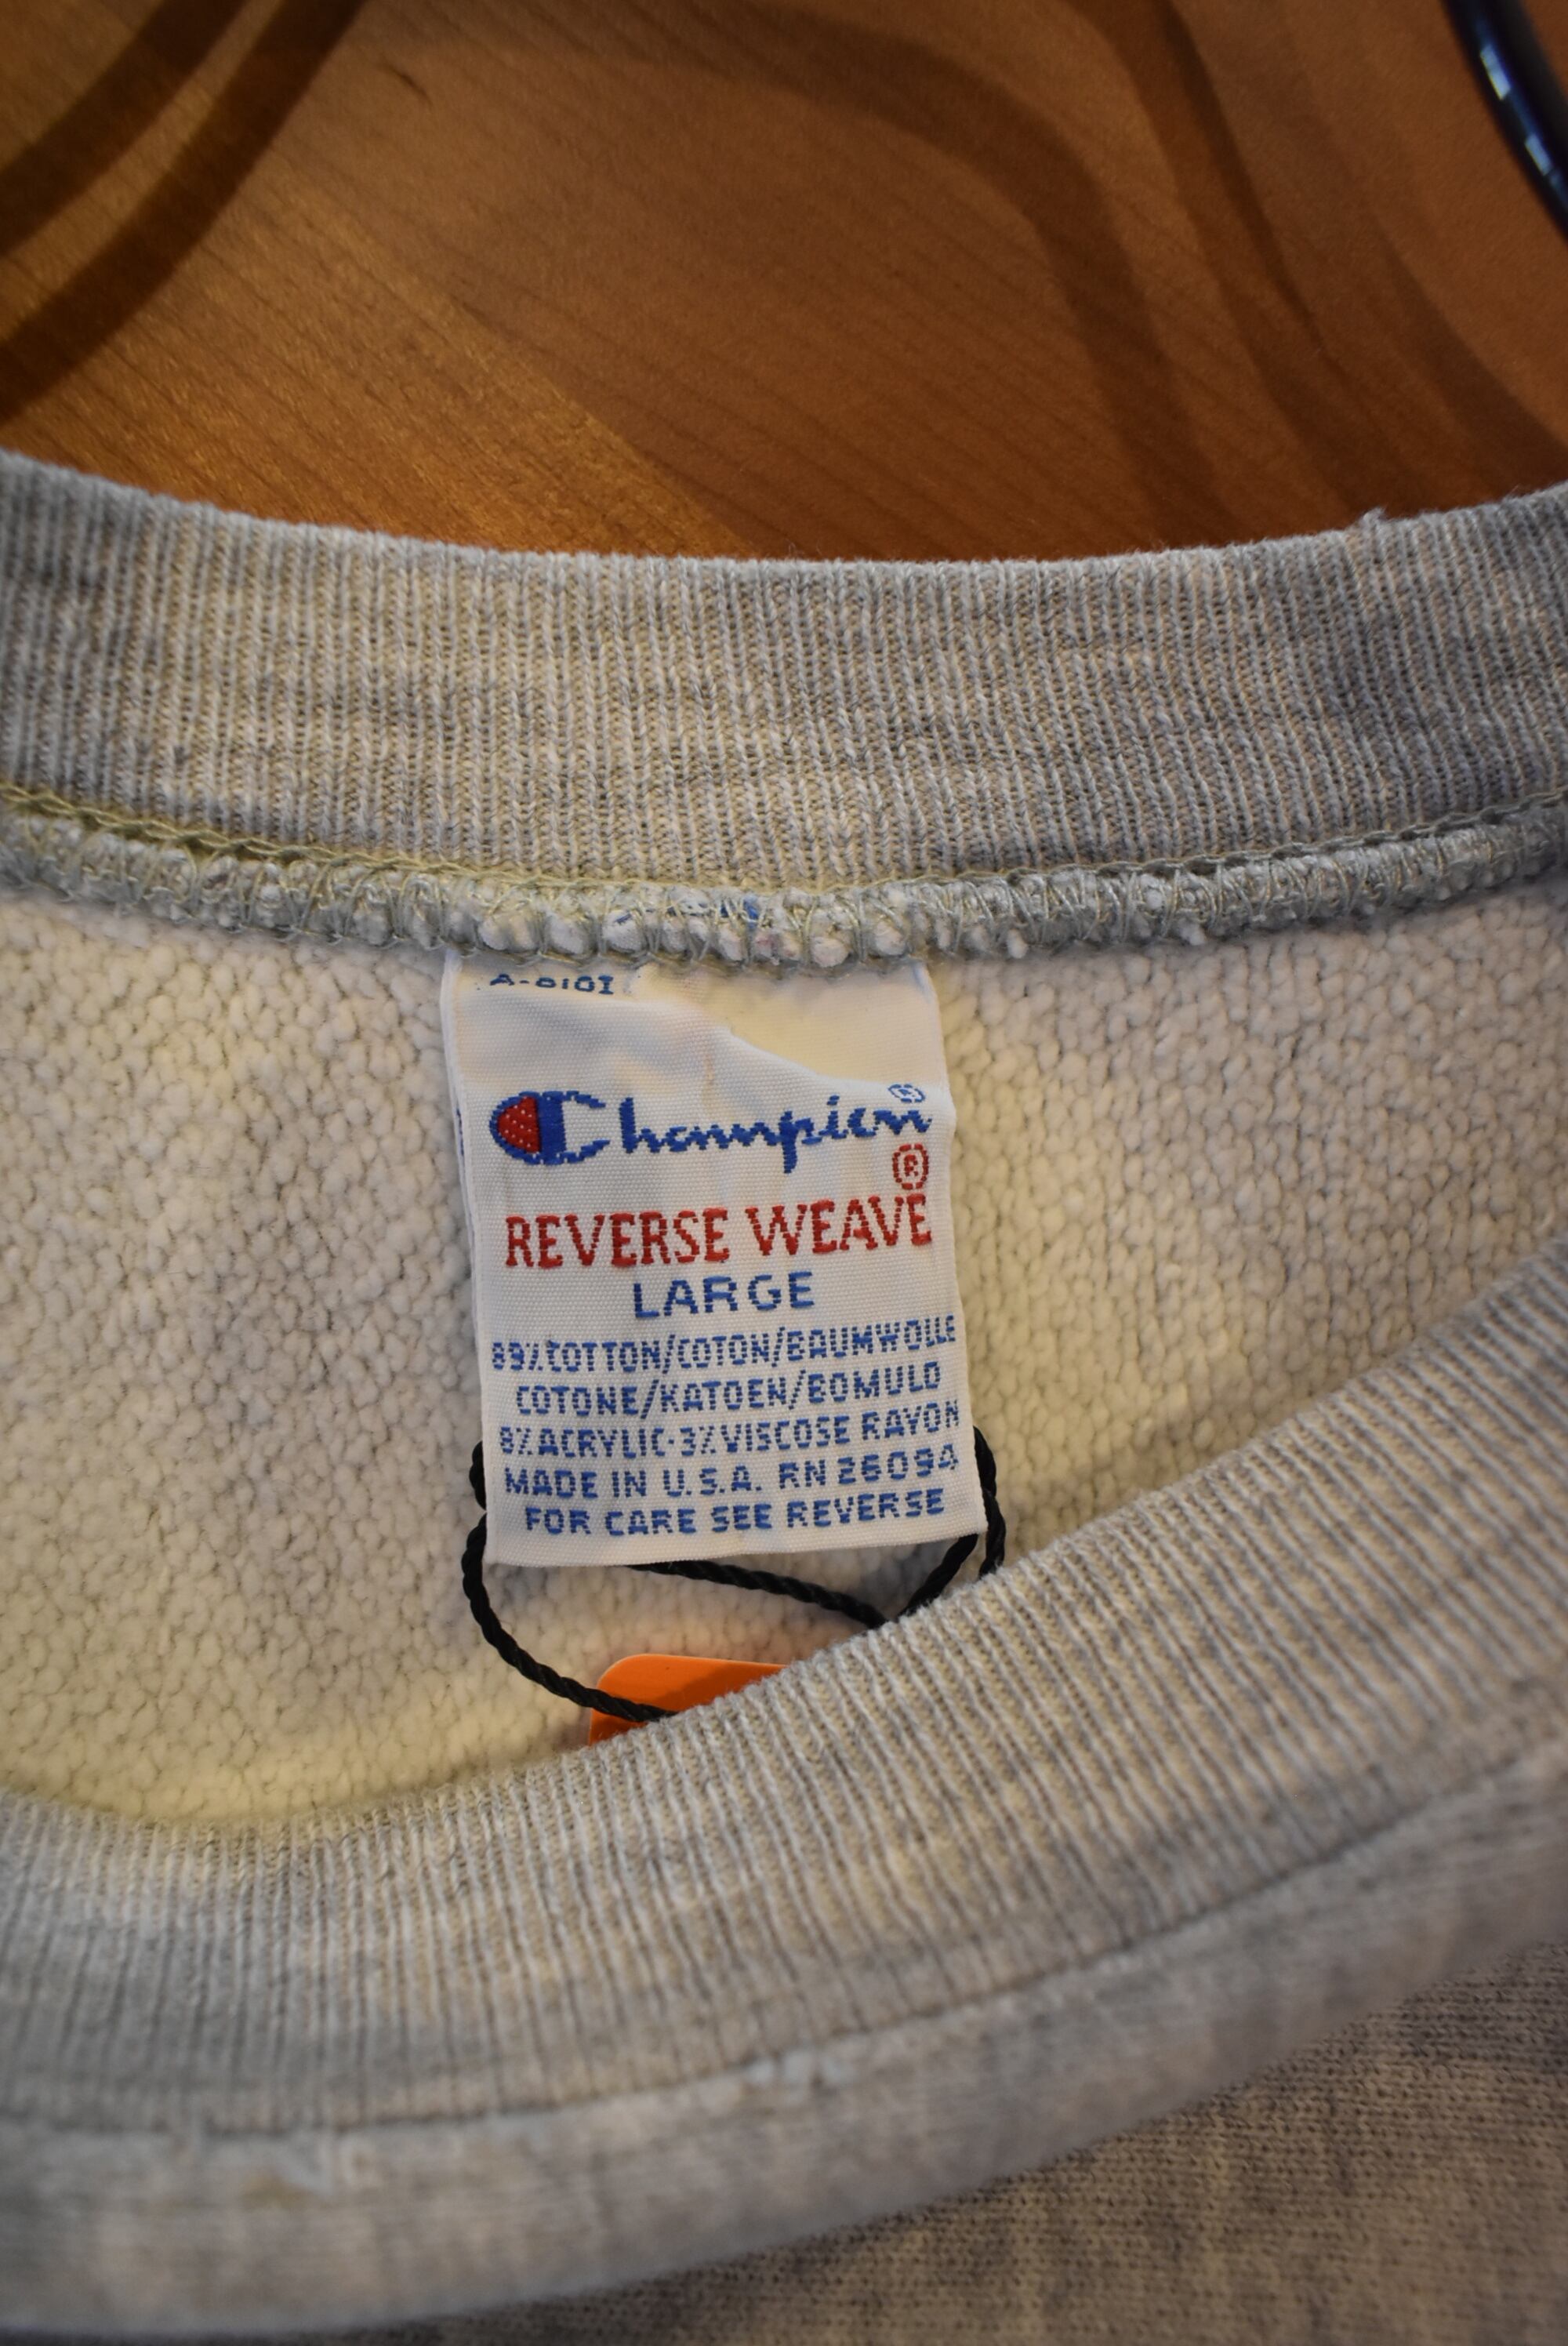 Champion®
®
REVERSE WEAVE
LARGE
89% COTTON/COTON/BAUMWOLLE
COTONE/KATOEN/BOMULD
8% ACRYLIC·3% VISCOSE RAYON
MADE IN U.S.A. RN 26094
FOR CARE SEE REVERSE